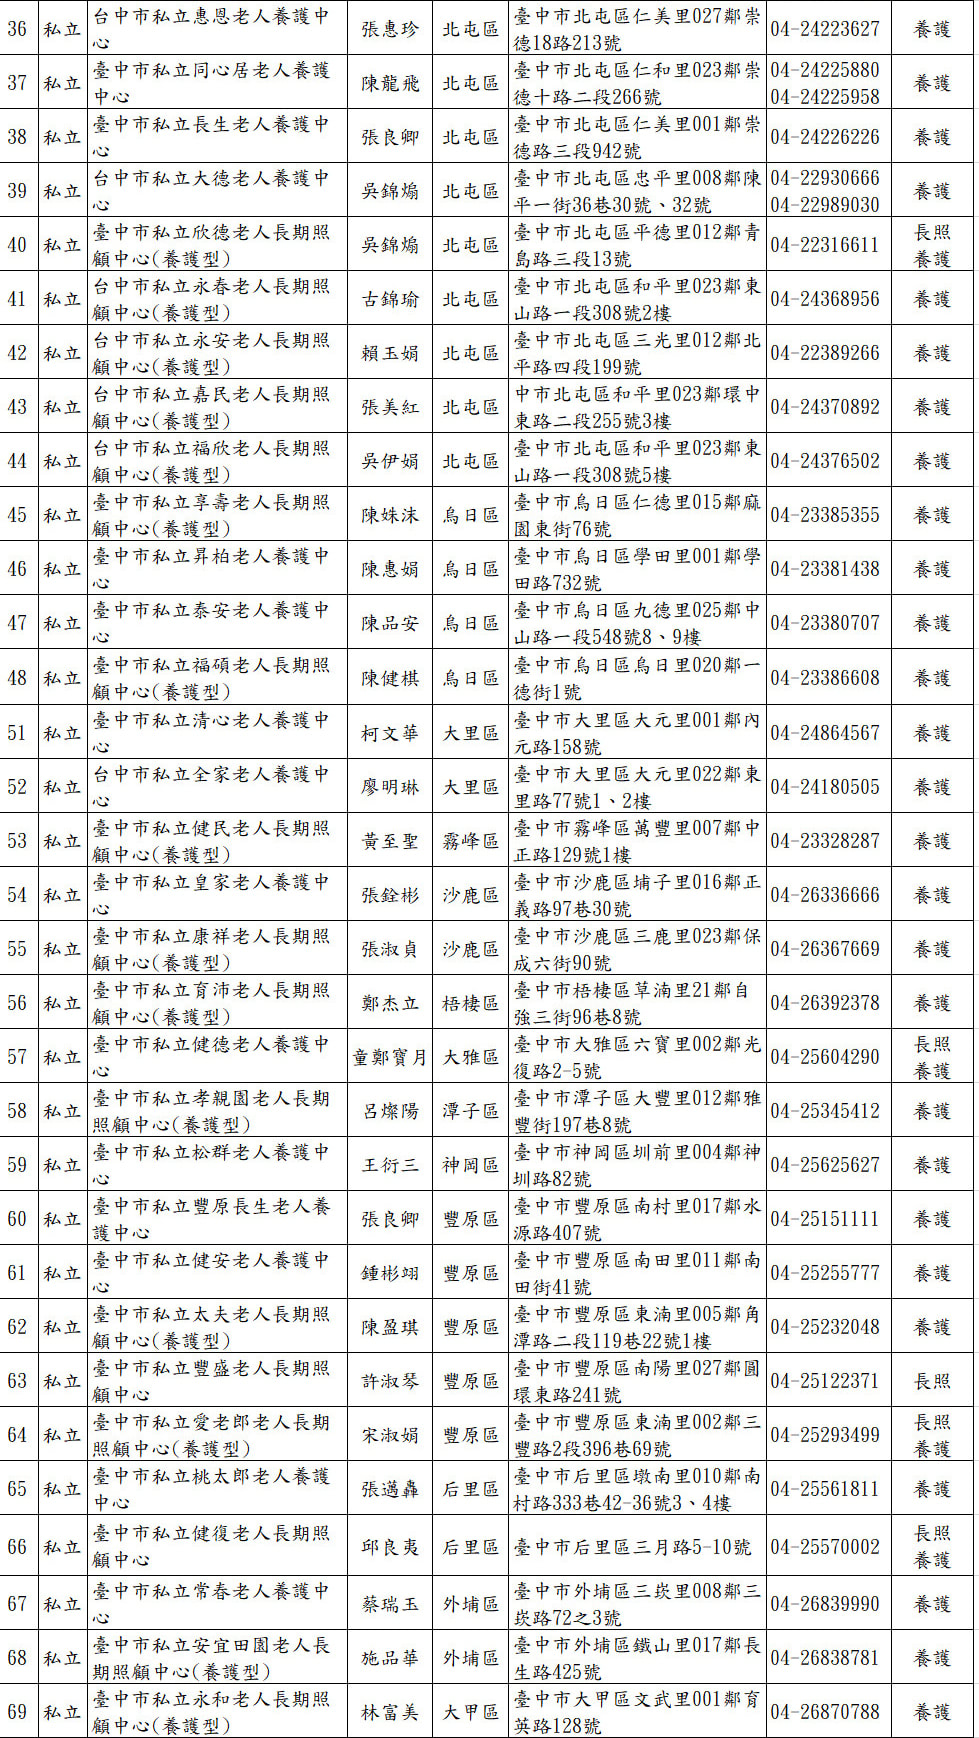 36 私立 台中市私立惠恩老人養護中心 張惠珍 北屯區 臺中市北屯區仁美里027鄰崇德18路213號 04-24223627 養護
37 私立 臺中市私立同心居老人養護中心 陳龍飛 北屯區 臺中市北屯區仁和里023鄰崇德十路二段266號 04-24225880 04-24225958 養護
38 私立 臺中市私立長生老人養護中心 張良卿 北屯區 臺中市北屯區仁美里001鄰崇德路三段942號 04-24226226 養護
39 私立 台中市私立大德老人養護中心 吳錦煽 北屯區 臺中市北屯區忠平里008鄰陳平一街36巷30號、32號 04-22930666 04-22989030 養護
40 私立 臺中市私立欣德老人長期照顧中心(養護型) 吳錦煽 北屯區 臺中市北屯區平德里012鄰青島路三段13號 04-22316611 長照 養護
41 私立 台中市私立永春老人長期照顧中心(養護型) 古錦瑜 北屯區 臺中市北屯區和平里023鄰東山路一段308號2樓 04-24368956 養護
42 私立 台中市私立永安老人長期照顧中心(養護型) 賴玉娟 北屯區 臺中市北屯區三光里012鄰北平路四段199號 04-22389266 養護
43 私立 台中市私立嘉民老人長期照顧中心(養護型) 張美紅 北屯區 中市北屯區和平里023鄰環中東路二段255號3樓 04-24370892 養護
44 私立 台中市私立福欣老人長期照顧中心(養護型) 吳伊娟 北屯區 臺中市北屯區和平里023鄰東山路一段308號5樓 04-24376502 養護
45 私立 臺中市私立享壽老人長期照顧中心(養護型) 陳姝沫 烏日區 臺中市烏日區仁德里015鄰麻園東街76號 04-23385355 養護
46 私立 臺中市私立昇柏老人養護中心 陳惠娟 烏日區 臺中市烏日區學田里001鄰學田路732號 04-23381438 養護
47 私立 臺中市私立泰安老人養護中心 陳品安 烏日區 臺中市烏日區九德里025鄰中山路一段548號8、9樓 04-23380707 養護
48 私立 臺中市私立福碩老人長期照顧中心(養護型) 陳健棋 烏日區 臺中市烏日區烏日里020鄰一德街1號 04-23386608 養護
51 私立 臺中市私立清心老人養護中心 柯文華 大里區 臺中市大里區大元里001鄰內元路158號 04-24864567 養護
52 私立 台中市私立全家老人養護中心 廖明琳 大里區 臺中市大里區大元里022鄰東里路77號1、2樓 04-24180505 養護
53 私立 臺中市私立健民老人長期照顧中心(養護型) 黃至聖 霧峰區 臺中市霧峰區萬豐里007鄰中正路129號1樓 04-23328287 養護
54 私立 臺中市私立皇家老人養護中心 張銓彬 沙鹿區 臺中市沙鹿區埔子里016鄰正義路97巷30號 04-26336666 養護
55 私立 臺中市私立康祥老人長期照顧中心(養護型) 張淑貞 沙鹿區 臺中市沙鹿區三鹿里023鄰保成六街90號 04-26367669 養護
56 私立 臺中市私立育沛老人長期照顧中心(養護型) 鄭杰立 梧棲區 臺中市梧棲區草湳里21鄰自強三街96巷8號 04-26392378 養護
57 私立 臺中市私立健德老人養護中心 童鄭寶月 大雅區 臺中市大雅區六寶里002鄰光復路2-5號 04-25604290 長照 養護
58 私立 臺中市私立孝親園老人長期照顧中心(養護型) 呂燦陽 潭子區 臺中市潭子區大豐里012鄰雅豐街197巷8號 04-25345412 養護
59 私立 臺中市私立松群老人養護中心 王衍三 神岡區 臺中市神岡區圳前里004鄰神圳路82號 04-25625627 養護
60 私立 臺中市私立豐原長生老人養護中心 張良卿 豐原區 臺中市豐原區南村里017鄰水源路407號 04-25151111 養護
61 私立 臺中市私立健安老人養護中心 鍾彬翊 豐原區 臺中市豐原區南田里011鄰南田街41號 04-25255777 養護
62 私立 臺中市私立太夫老人長期照顧中心(養護型) 陳盈琪 豐原區 臺中市豐原區東湳里005鄰角潭路二段119巷22號1樓 04-25232048 養護
63 私立 臺中市私立豐盛老人長期照顧中心 許淑琴 豐原區 臺中市豐原區南陽里027鄰圓環東路241號 04-25122371 長照
64 私立 臺中市私立愛老郎老人長期照顧中心(養護型) 宋淑娟 豐原區 臺中市豐原區東湳里002鄰三豐路2段396巷69號 04-25293499 長照 養護
65 私立 臺中市私立桃太郎老人養護中心 張邁轟 后里區 臺中市后里區墩南里010鄰南村路333巷42-36號3、4樓 04-25561811 養護
66 私立 臺中市私立健復老人長期照顧中心 邱良夷 后里區 臺中市后里區三月路5-10號 04-25570002 長照 養護
67 私立 臺中市私立常春老人養護中心 蔡瑞玉 外埔區 臺中市外埔區三崁里008鄰三崁路72之3號 04-26839990 養護
68 私立 臺中市私立安宜田園老人長期照顧中心(養護型) 施品華 外埔區 臺中市外埔區鐵山里017鄰長生路425號 04-26838781 養護
69 私立 臺中市私立永和老人長期照顧中心(養護型) 林富美 大甲區 臺中市大甲區文武里001鄰育英路128號 04-26870788 養護